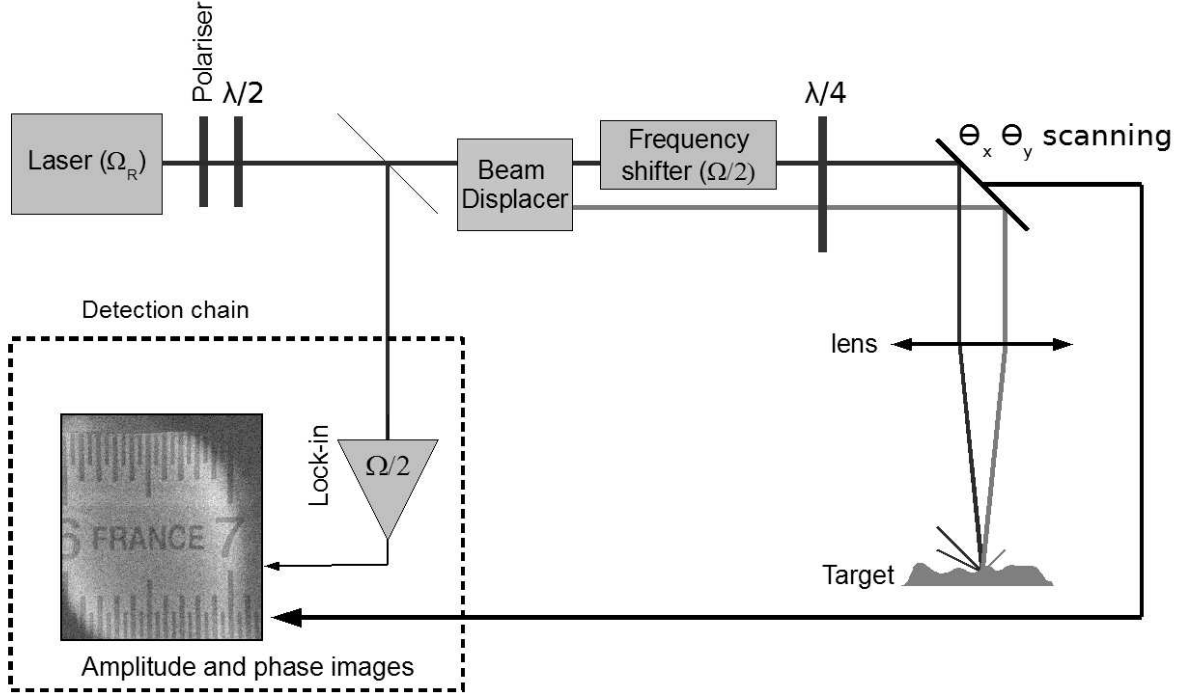 Polariser
λ/2
λ/4
Laser (Ω_R)
Beam
Displacer
Frequency
shifter (Ω/2)
Θ_x Θ_y scanning
Detection chain
lens
Lock-in
Ω/2
6 FRANCE 7
Target
Amplitude and phase images